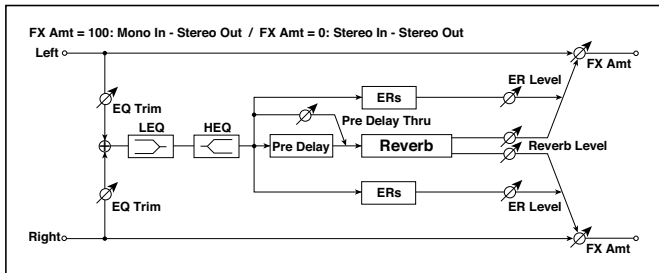 FX Amt = 100: Mono In - Stereo Out / FX Amt = 0: Stereo In - Stereo Out
Left
FX Amt
EQ Trim
ERs
ER Level
LEQ
HEQ
Pre Delay Thru
Pre Delay
Reverb
Reverb Level
EQ Trim
ERs
ER Level
Right
FX Amt